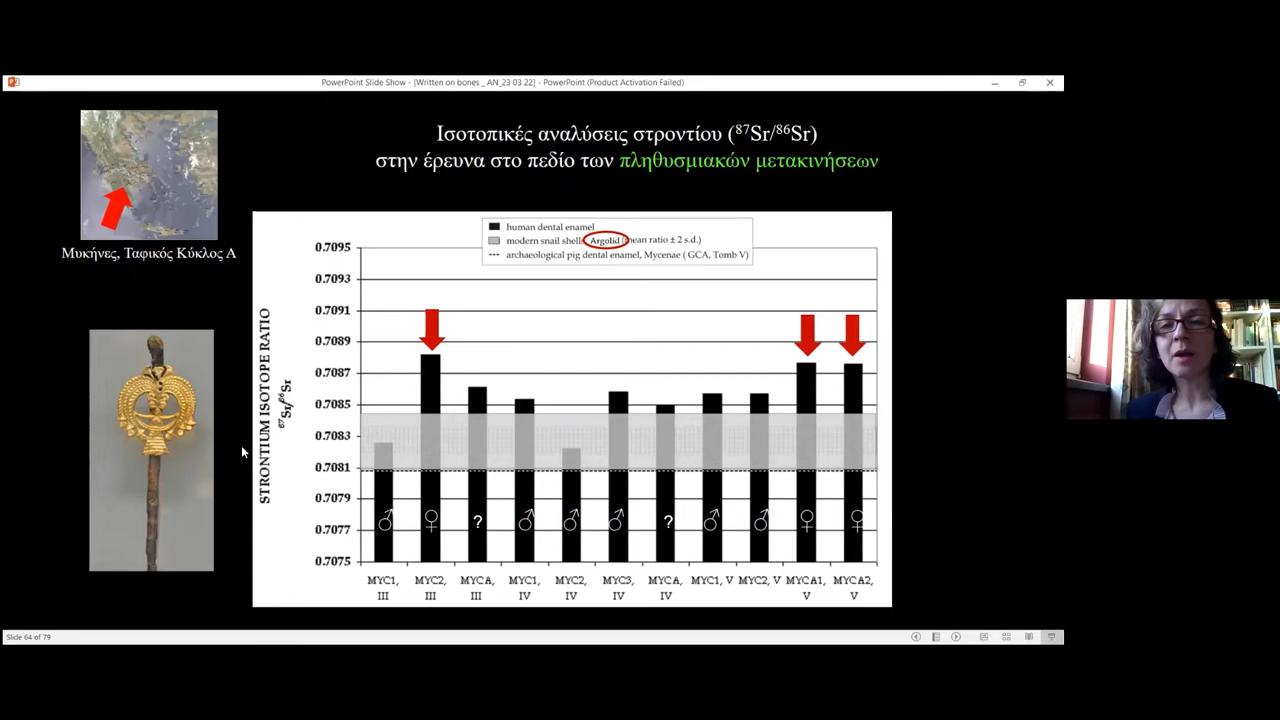 PowerPoint Slide Show - [Written on bones _ AN_23 03 22] - PowerPoint (Product Activation Failed)
Ισοτοπικές αναλύσεις στροντίου (⁸⁷Sr/⁸⁶Sr)
στην έρευνα στο πεδίο των πληθυσμιακών μετακινήσεων
Μυκήνες, Ταφικός Κύκλος Α
human dental enamel
modern snail shells Argolid (mean ratio ± 2 s.d.)
archaeological pig dental enamel, Mycenae ( GCA, Tomb V)
STRONTIUM ISOTOPE RATIO
⁸⁷Sr/⁸⁶Sr
0.7095
0.7093
0.7091
0.7089
0.7087
0.7085
0.7083
0.7081
0.7079
0.7077
0.7075
♂ ♀ ? ♂ ♂ ♂ ? ♂ ♂ ♀ ♀
MYC1, III
MYC2, III
MYCA, III
MYC1, IV
MYC2, IV
MYC3, IV
MYCA, IV
MYC1, V
MYC2, V
MYCA1, V
MYCA2, V
Slide 64 of 79